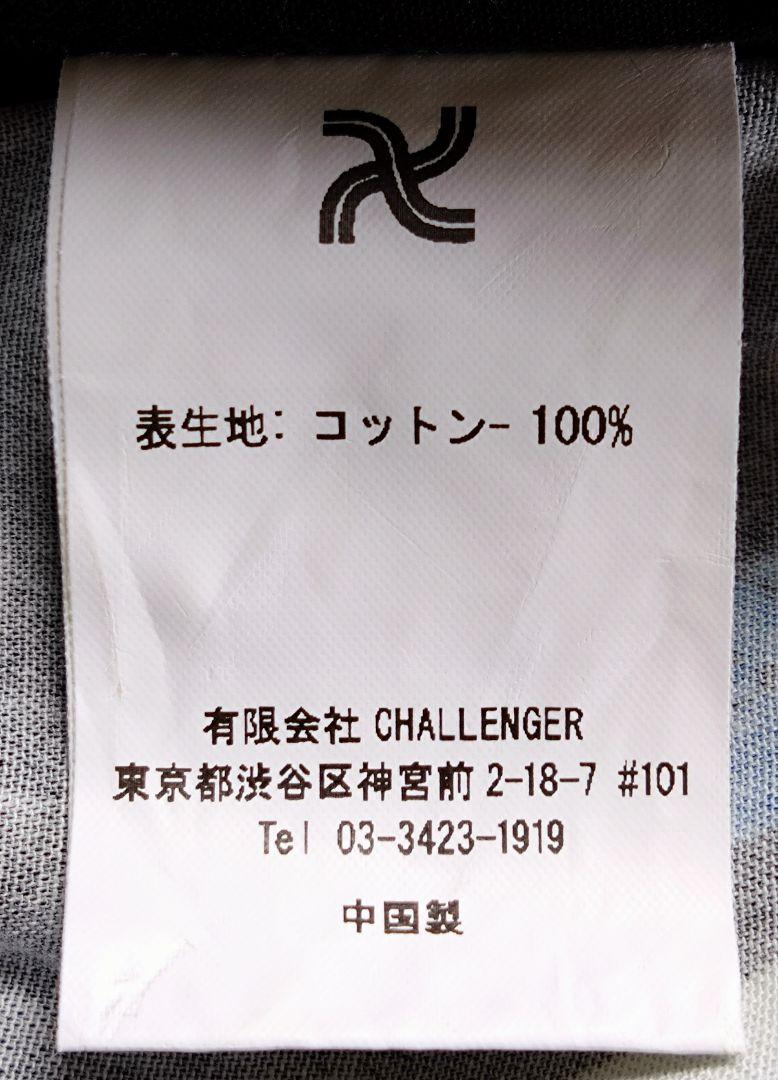 表生地: コットン- 100%
有限会社 CHALLENGER
東京都渋谷区神宮前 2-18-7 #101
Tel 03-3423-1919
中国製